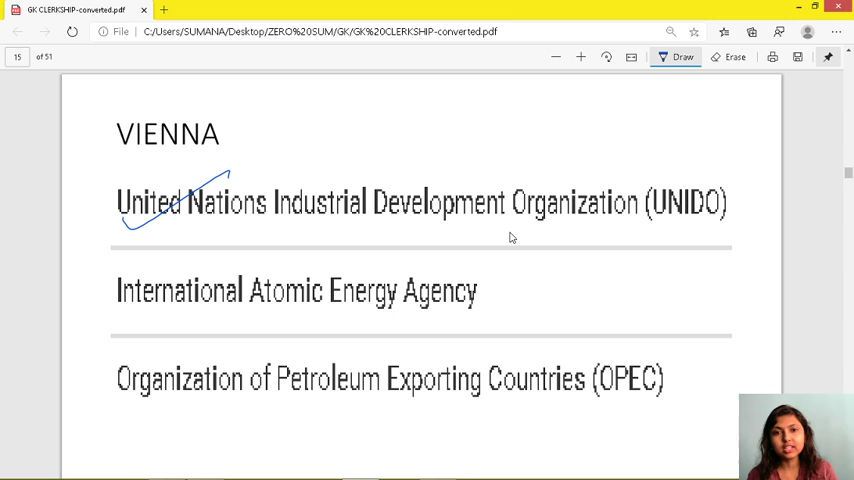 GK CLERKSHIP-converted.pdf
File C:/Users/SUMANA/Desktop/ZERO%20SUM/GK/GK%20CLERKSHIP-converted.pdf
15 of 51 Draw Erase
VIENNA
United Nations Industrial Development Organization (UNIDO)
International Atomic Energy Agency
Organization of Petroleum Exporting Countries (OPEC)